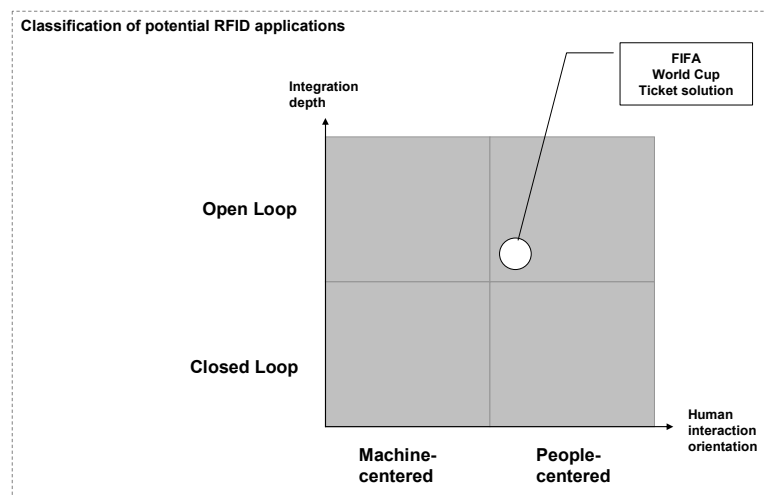 Classification of potential RFID applications
FIFA
World Cup
Ticket solution
Integration
depth
Open Loop
Closed Loop
Human
interaction
orientation
Machine-
centered
People-
centered